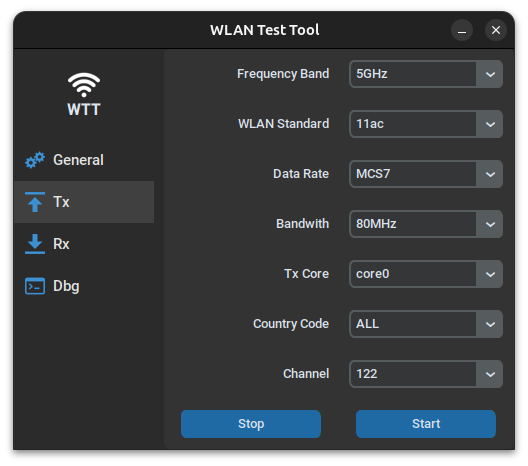 WLAN Test Tool
WTT
General
Tx
Rx
Dbg
Frequency Band 5GHz
WLAN Standard 11ac
Data Rate MCS7
Bandwith 80MHz
Tx Core core0
Country Code ALL
Channel 122
Stop Start